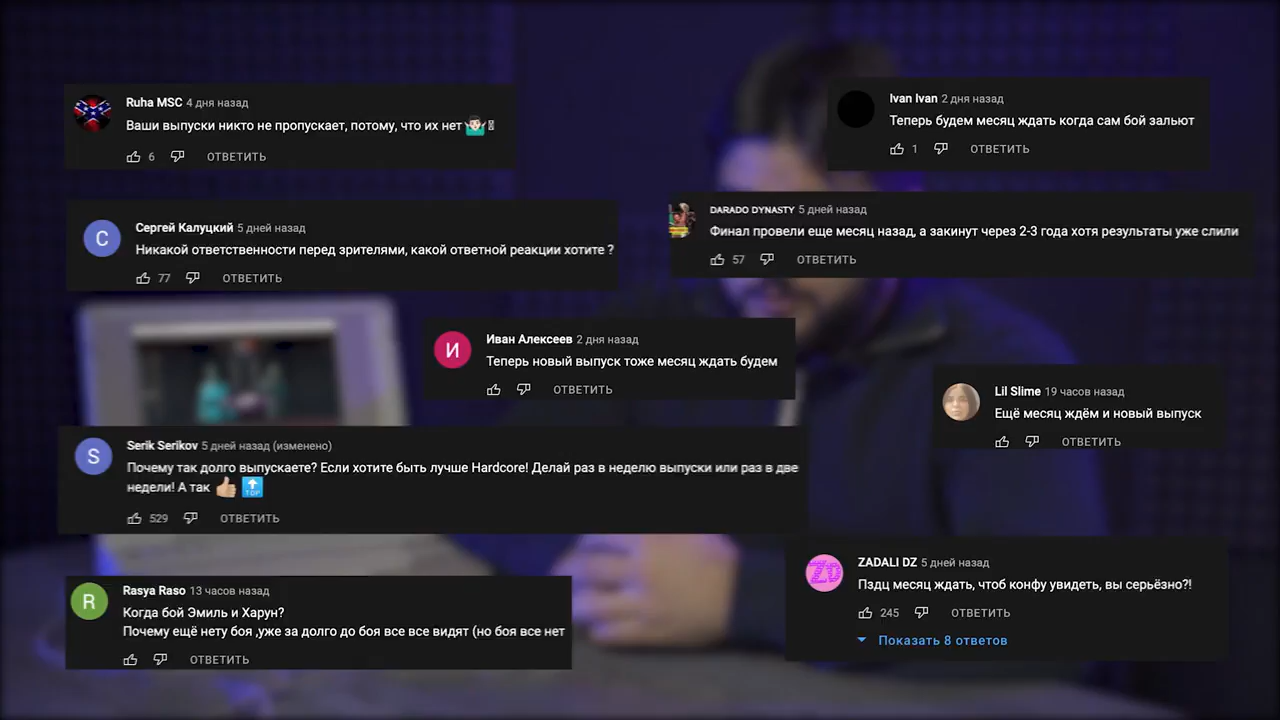 Ruha MSC 4 дня назад
Ваши выпуски никто не пропускает, потому, что их нет
6 ОТВЕТИТЬ
Ivan Ivan 2 дня назад
Теперь будем месяц ждать когда сам бой зальют
1 ОТВЕТИТЬ
Сергей Калуцкий 5 дней назад
Никакой ответственности перед зрителями, какой ответной реакции хотите ?
77 ОТВЕТИТЬ
DARADO DYNASTY 5 дней назад
Финал провели еще месяц назад, а закинут через 2-3 года хотя результаты уже слили
57 ОТВЕТИТЬ
Иван Алексеев 2 дня назад
Теперь новый выпуск тоже месяц ждать будем
ОТВЕТИТЬ
Lil Slime 19 часов назад
Ещё месяц ждём и новый выпуск
ОТВЕТИТЬ
Serik Serikov 5 дней назад (изменено)
Почему так долго выпускаете? Если хотите быть лучше Hardcore! Делай раз в неделю выпуски или раз в две
недели! А так 👍🏼 🔝
529 ОТВЕТИТЬ
Rasya Raso 13 часов назад
Когда бой Эмиль и Харун?
Почему ещё нету боя ,уже за долго до боя все все видят (но боя все нет
ОТВЕТИТЬ
ZADALI DZ 5 дней назад
Пздц месяц ждать, чтоб конфу увидеть, вы серьёзно?!
245 ОТВЕТИТЬ
Показать 8 ответов